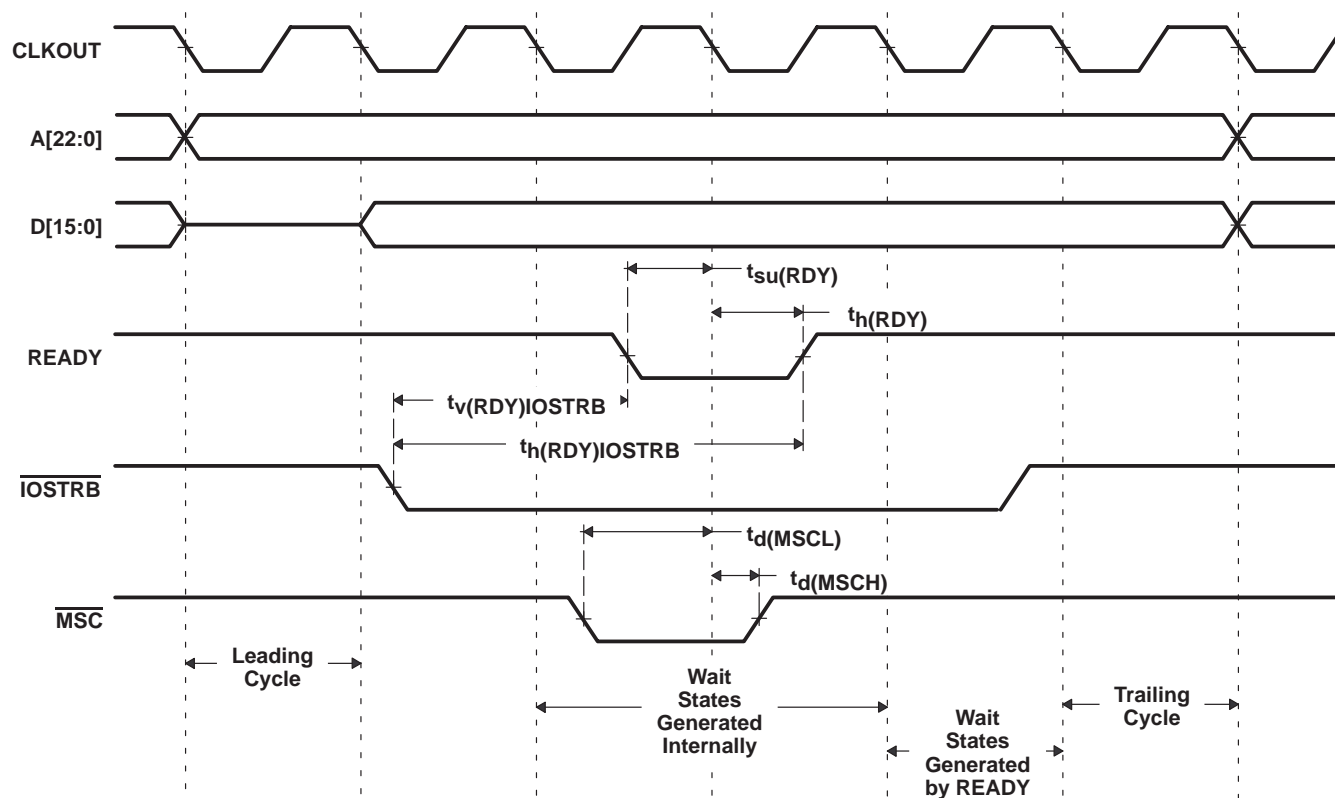 CLKOUT
A[22:0]
D[15:0]
tsu(RDY)
th(RDY)
READY
tv(RDY)IOSTRB
th(RDY)IOSTRB
IOSTRB
td(MSCL)
td(MSCH)
MSC
Leading
Cycle
Wait
States
Generated
Internally
Wait
States
Generated
by READY
Trailing
Cycle